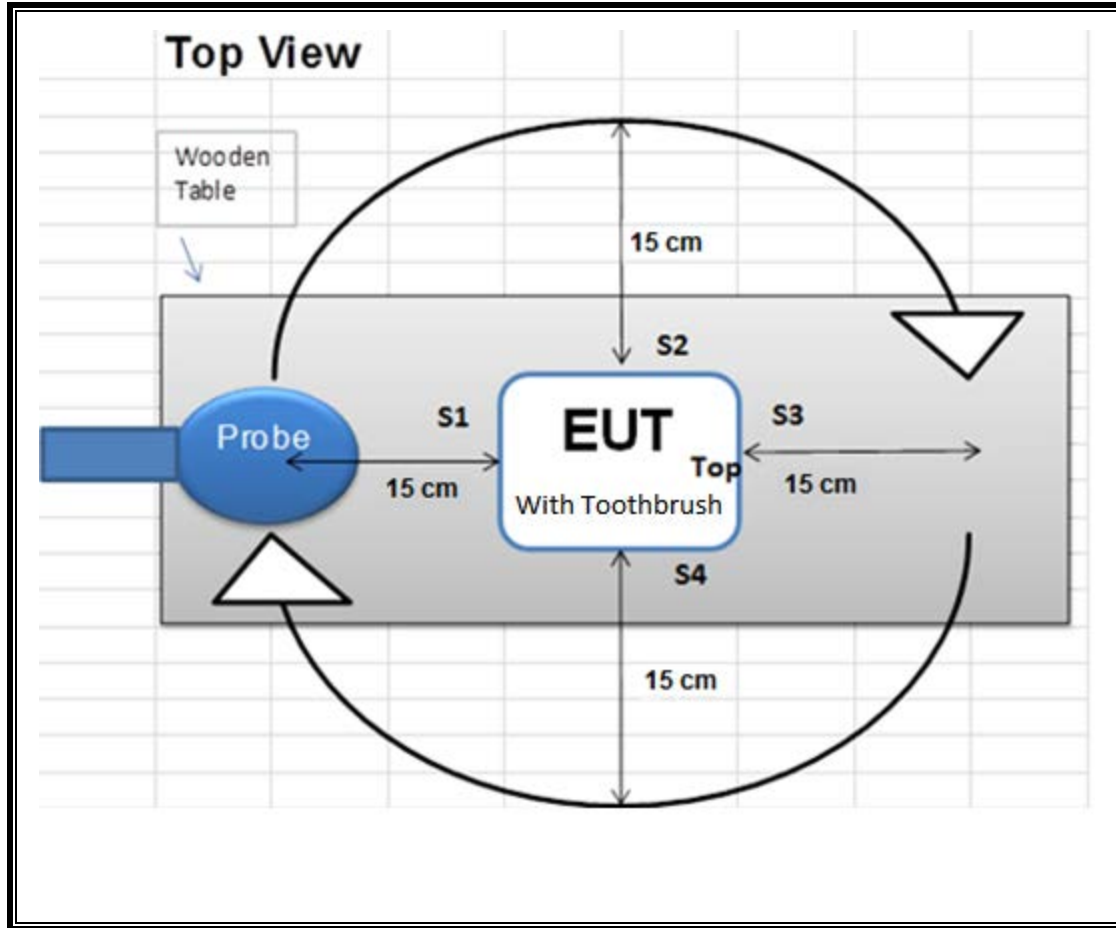 Top View
Wooden
Table
15 cm
S2
S1
EUT
S3
Probe
Top
15 cm
15 cm
With Toothbrush
S4
15 cm